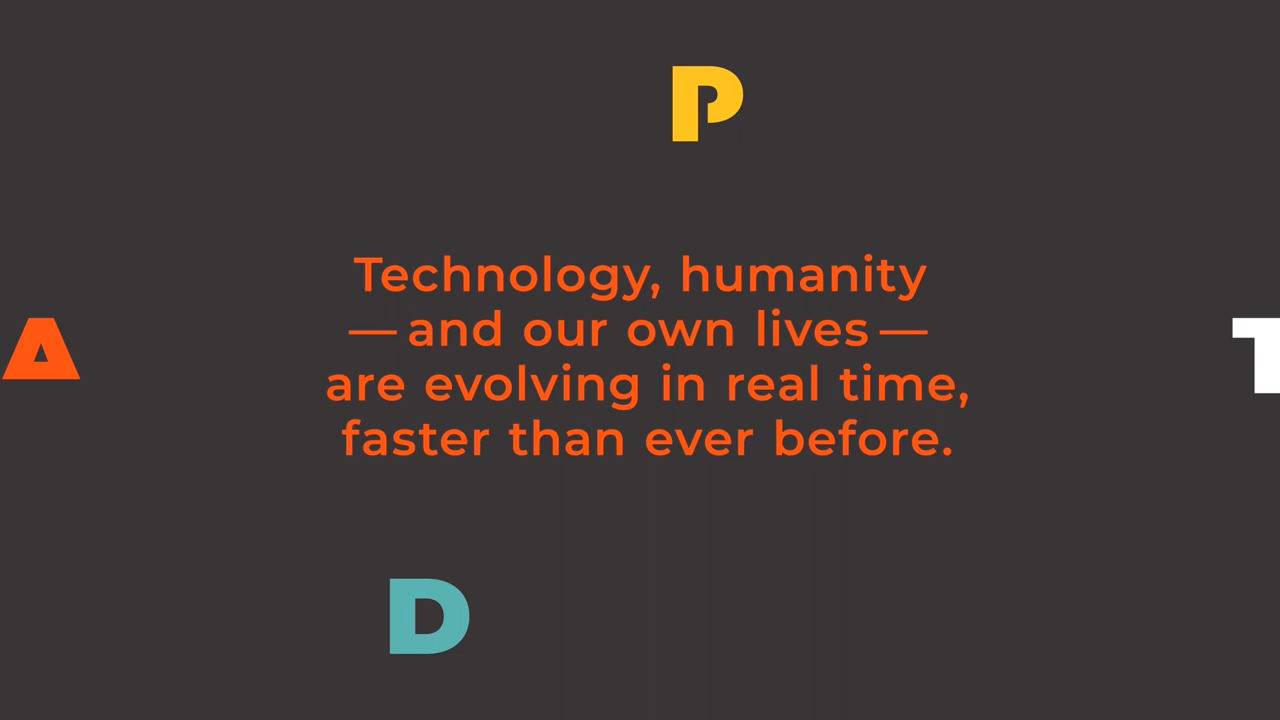 P
Technology, humanity
— and our own lives —
A
T
are evolving in real time,
faster than ever before.
D